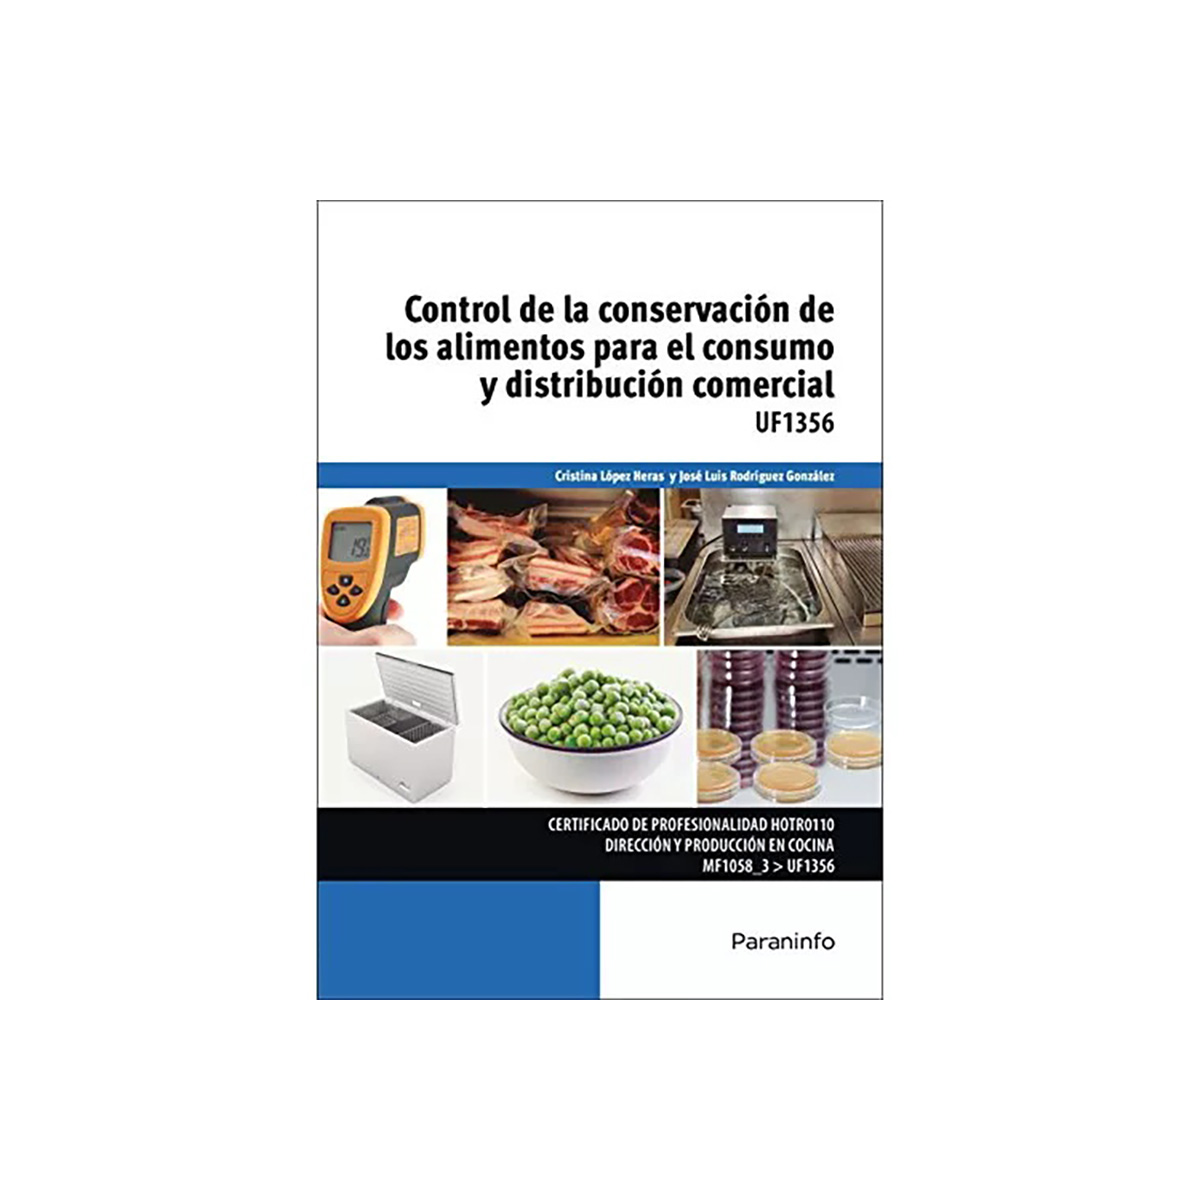 Control de la conservación de
los alimentos para el consumo
y distribución comercial
UF1356
Cristina López Heras y José Luis Rodríguez González
CERTIFICADO DE PROFESIONALIDAD HOTR0110
DIRECCIÓN Y PRODUCCIÓN EN COCINA
MF1058_3 > UF1356
Paraninfo